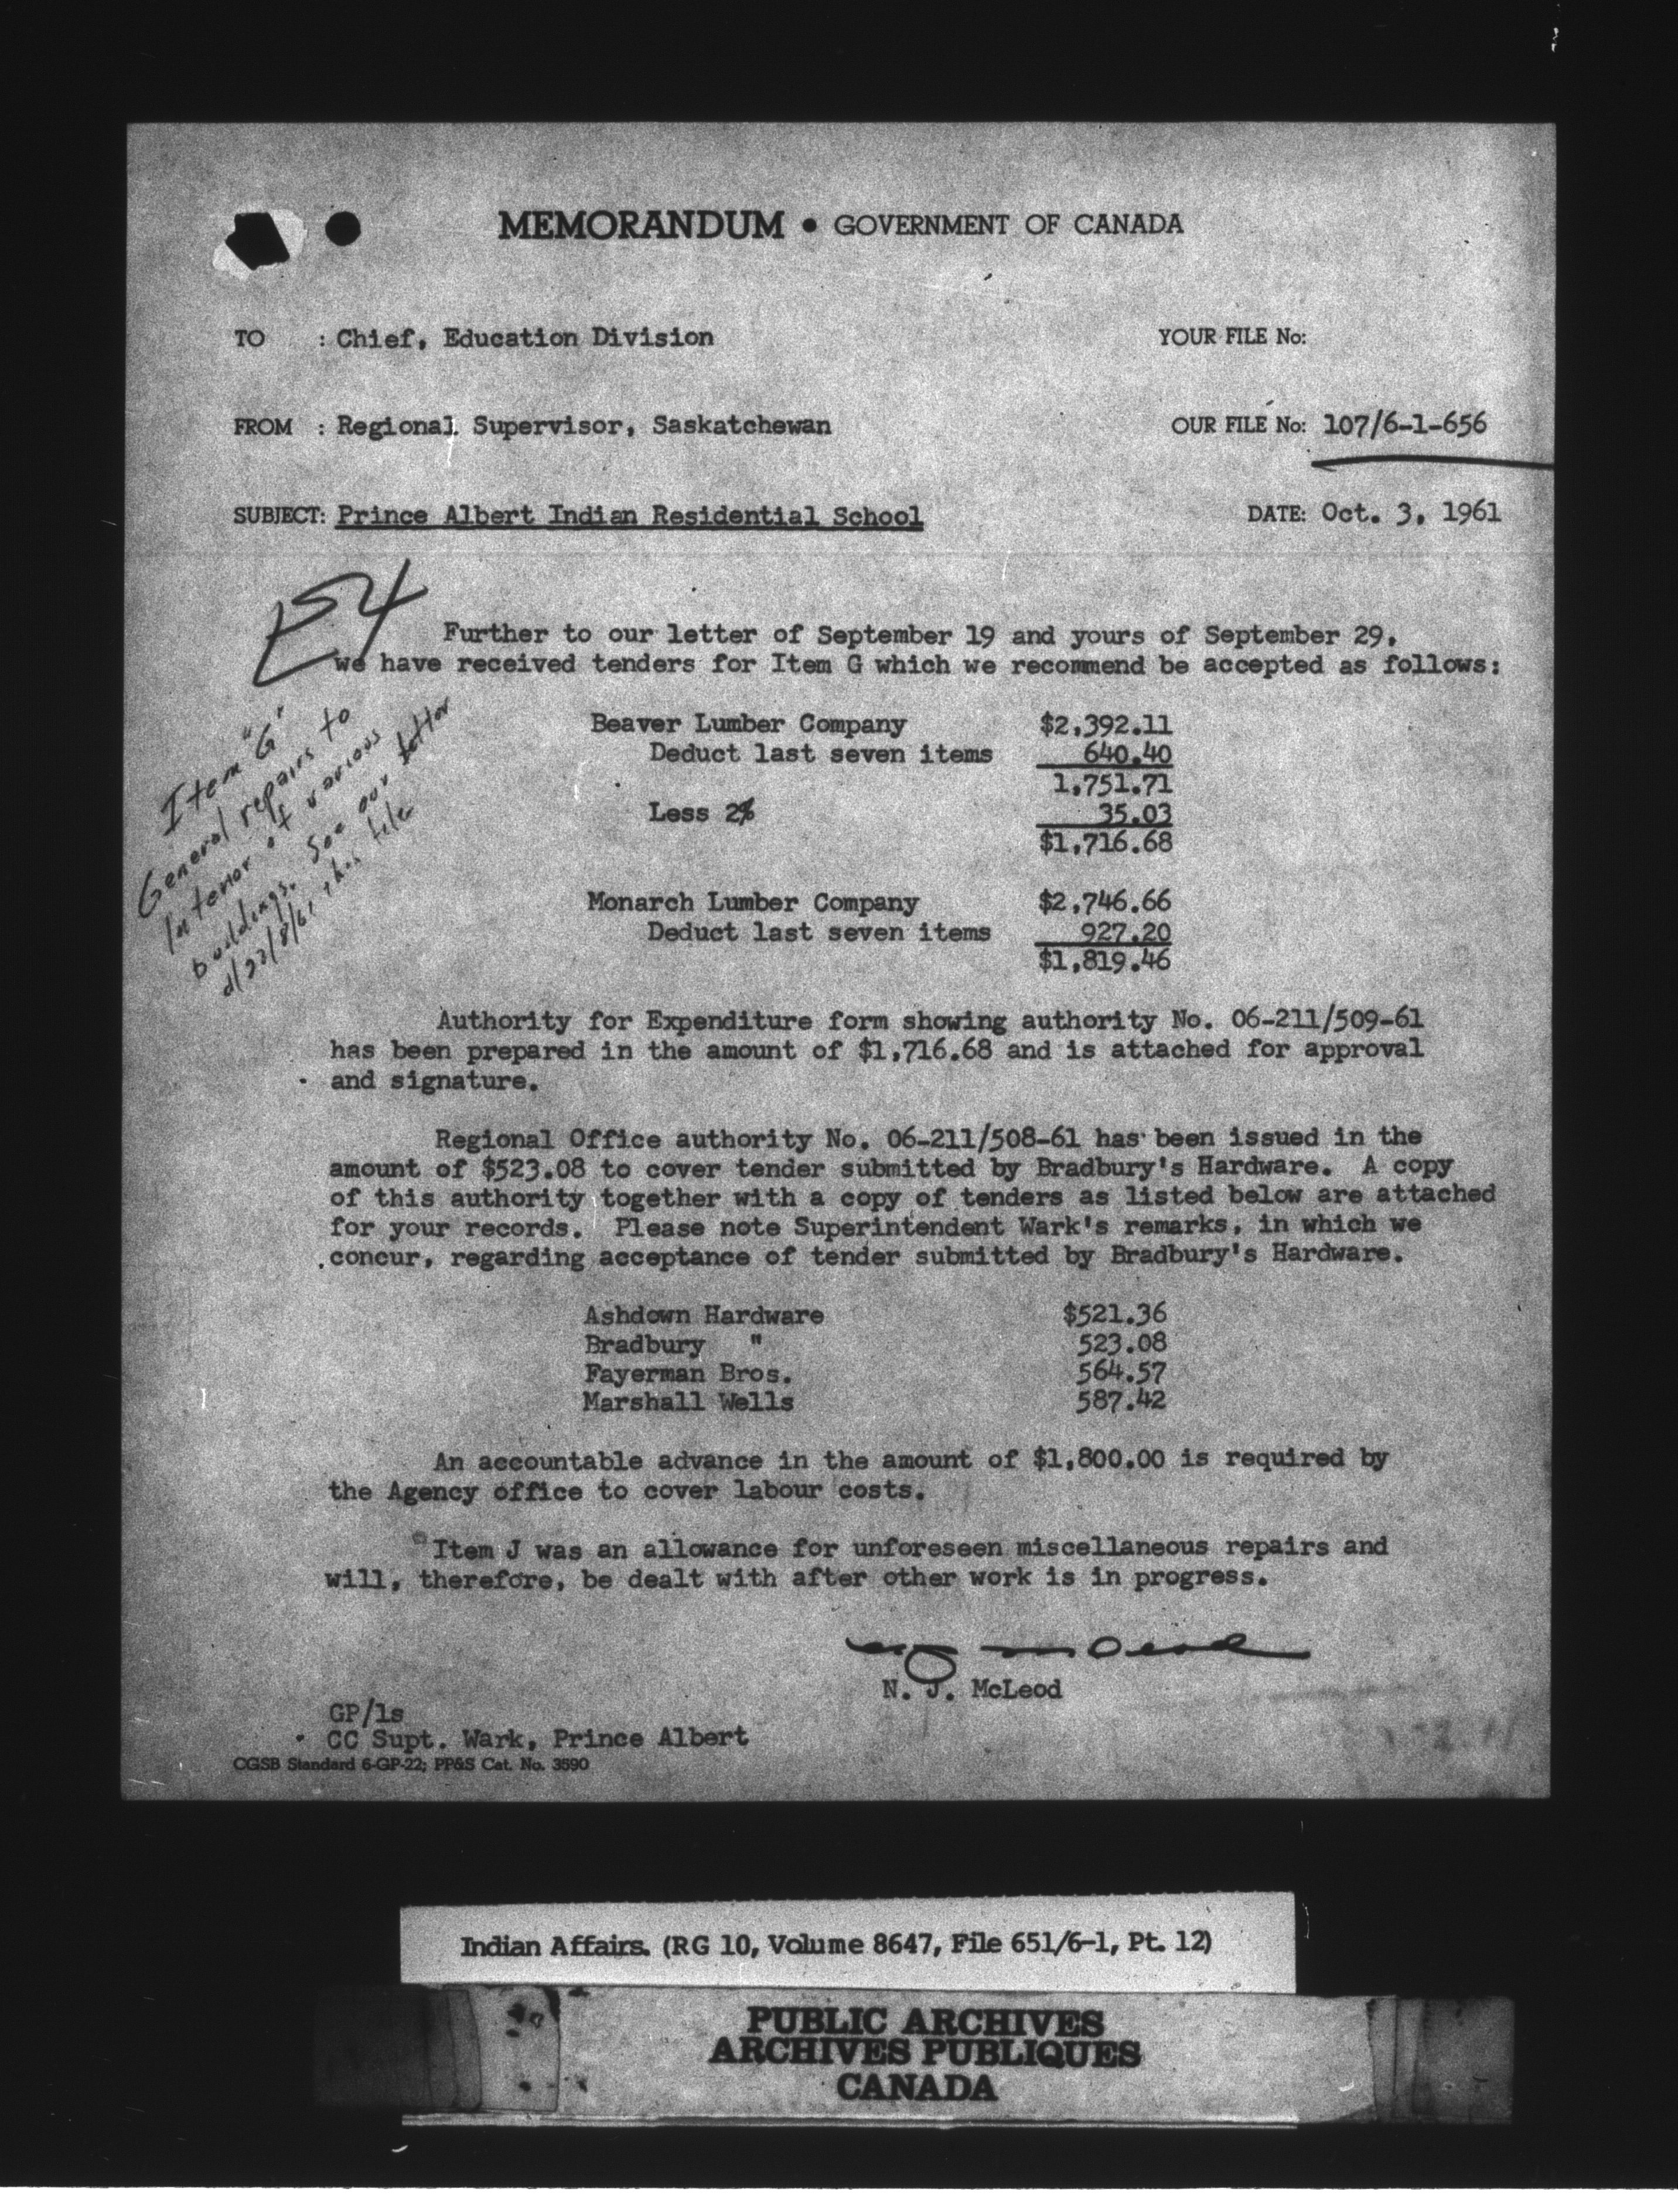 MEMORANDUM • GOVERNMENT OF CANADA
TO : Chief, Education Division
YOUR FILE No:
FROM : Regional Supervisor, Saskatchewan
OUR FILE No: 107/6-1-656
SUBJECT: Prince Albert Indian Residential School
DATE: Oct. 3, 1961
E54
Further to our letter of September 19 and yours of September 29,
we have received tenders for Item G which we recommend be accepted as follows:
Item "G"
General repairs to
Interior of various
buildings. See our letter
d/22/8/61 this file
Beaver Lumber Company $2,392.11
Deduct last seven items 640.40
1,751.71
Less 2% 35.03
$1,716.68
Monarch Lumber Company $2,746.66
Deduct last seven items 927.20
$1,819.46
Authority for Expenditure form showing authority No. 06-211/509-61
has been prepared in the amount of $1,716.68 and is attached for approval
and signature.
Regional Office authority No. 06-211/508-61 has been issued in the
amount of $523.08 to cover tender submitted by Bradbury's Hardware. A copy
of this authority together with a copy of tenders as listed below are attached
for your records. Please note Superintendent Wark's remarks, in which we
concur, regarding acceptance of tender submitted by Bradbury's Hardware.
Ashdown Hardware $521.36
Bradbury " 523.08
Fayerman Bros. 564.57
Marshall Wells 587.42
An accountable advance in the amount of $1,800.00 is required by
the Agency office to cover labour costs.
Item J was an allowance for unforeseen miscellaneous repairs and
will, therefore, be dealt with after other work is in progress.
N. J. McLeod
N. J. McLeod
GP/ls
CC Supt. Wark, Prince Albert
CGSB Standard 6-GP-22; PP&S Cat. No. 3590
Indian Affairs. (RG 10, Volume 8647, File 651/6-1, Pt. 12)
PUBLIC ARCHIVES
ARCHIVES PUBLIQUES
CANADA